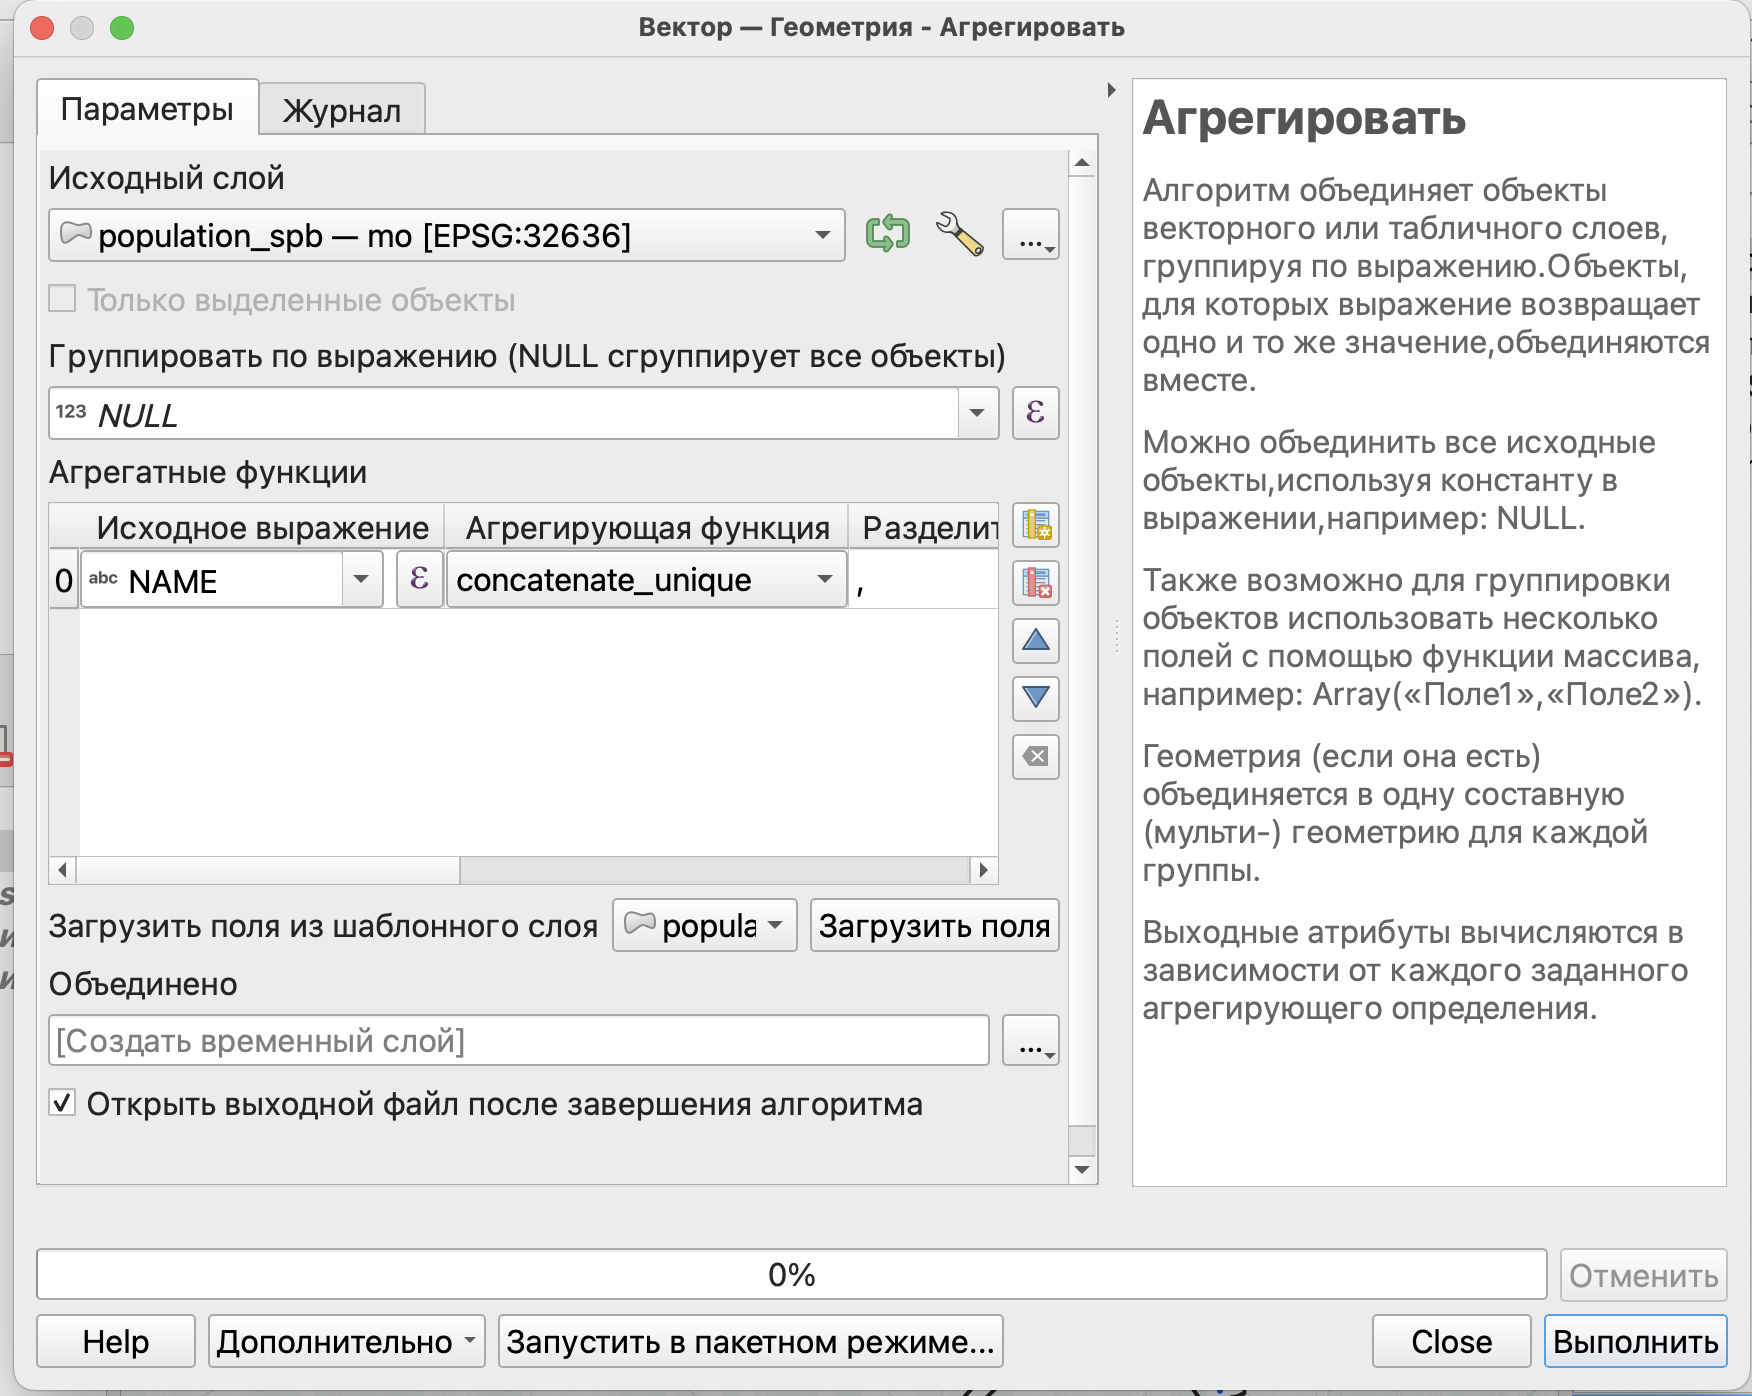 Вектор — Геометрия - Агрегировать
Параметры
Журнал
Исходный слой
population_spb — mo [EPSG:32636]
...
Только выделенные объекты
Группировать по выражению (NULL сгруппирует все объекты)
123 NULL
ε
Агрегатные функции
Исходное выражение Агрегирующая функция Разделит
0 abc NAME ε concatenate_unique ,
Загрузить поля из шаблонного слоя popula Загрузить поля
Объединено
[Создать временный слой]
...
Открыть выходной файл после завершения алгоритма
Агрегировать
Алгоритм объединяет объекты
векторного или табличного слоев,
группируя по выражению.Объекты,
для которых выражение возвращает
одно и то же значение,объединяются
вместе.
Можно объединить все исходные
объекты,используя константу в
выражении,например: NULL.
Также возможно для группировки
объектов использовать несколько
полей с помощью функции массива,
например: Array(«Поле1»,«Поле2»).
Геометрия (если она есть)
объединяется в одну составную
(мульти-) геометрию для каждой
группы.
Выходные атрибуты вычисляются в
зависимости от каждого заданного
агрегирующего определения.
0%
Отменить
Help
Дополнительно
Запустить в пакетном режиме...
Close
Выполнить